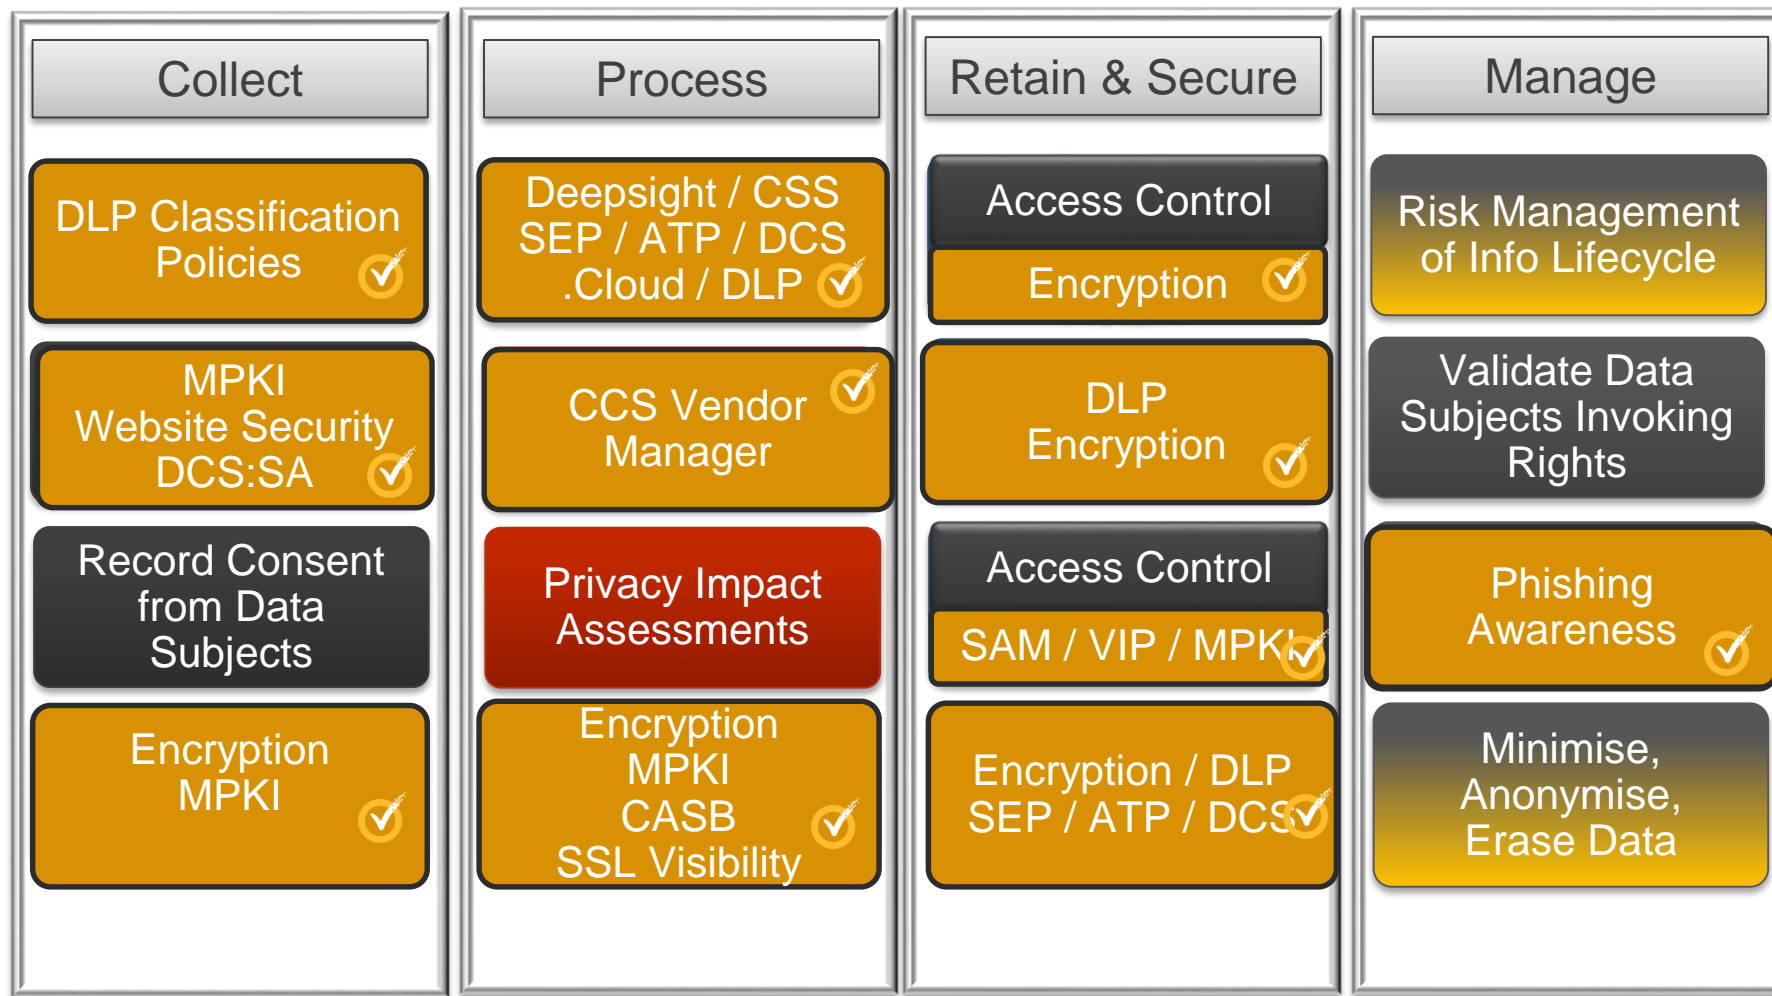 Collect
DLP Classification
Policies
MPKI
Website Security
DCS:SA
Record Consent
from Data
Subjects
Encryption
MPKI
Process
Deepsight / CSS
SEP / ATP / DCS
.Cloud / DLP
CCS Vendor
Manager
Privacy Impact
Assessments
Encryption
MPKI
CASB
SSL Visibility
Retain & Secure
Access Control
Encryption
DLP
Encryption
Access Control
SAM / VIP / MPKI
Encryption / DLP
SEP / ATP / DCS
Manage
Risk Management
of Info Lifecycle
Validate Data
Subjects Invoking
Rights
Phishing
Awareness
Minimise,
Anonymise,
Erase Data